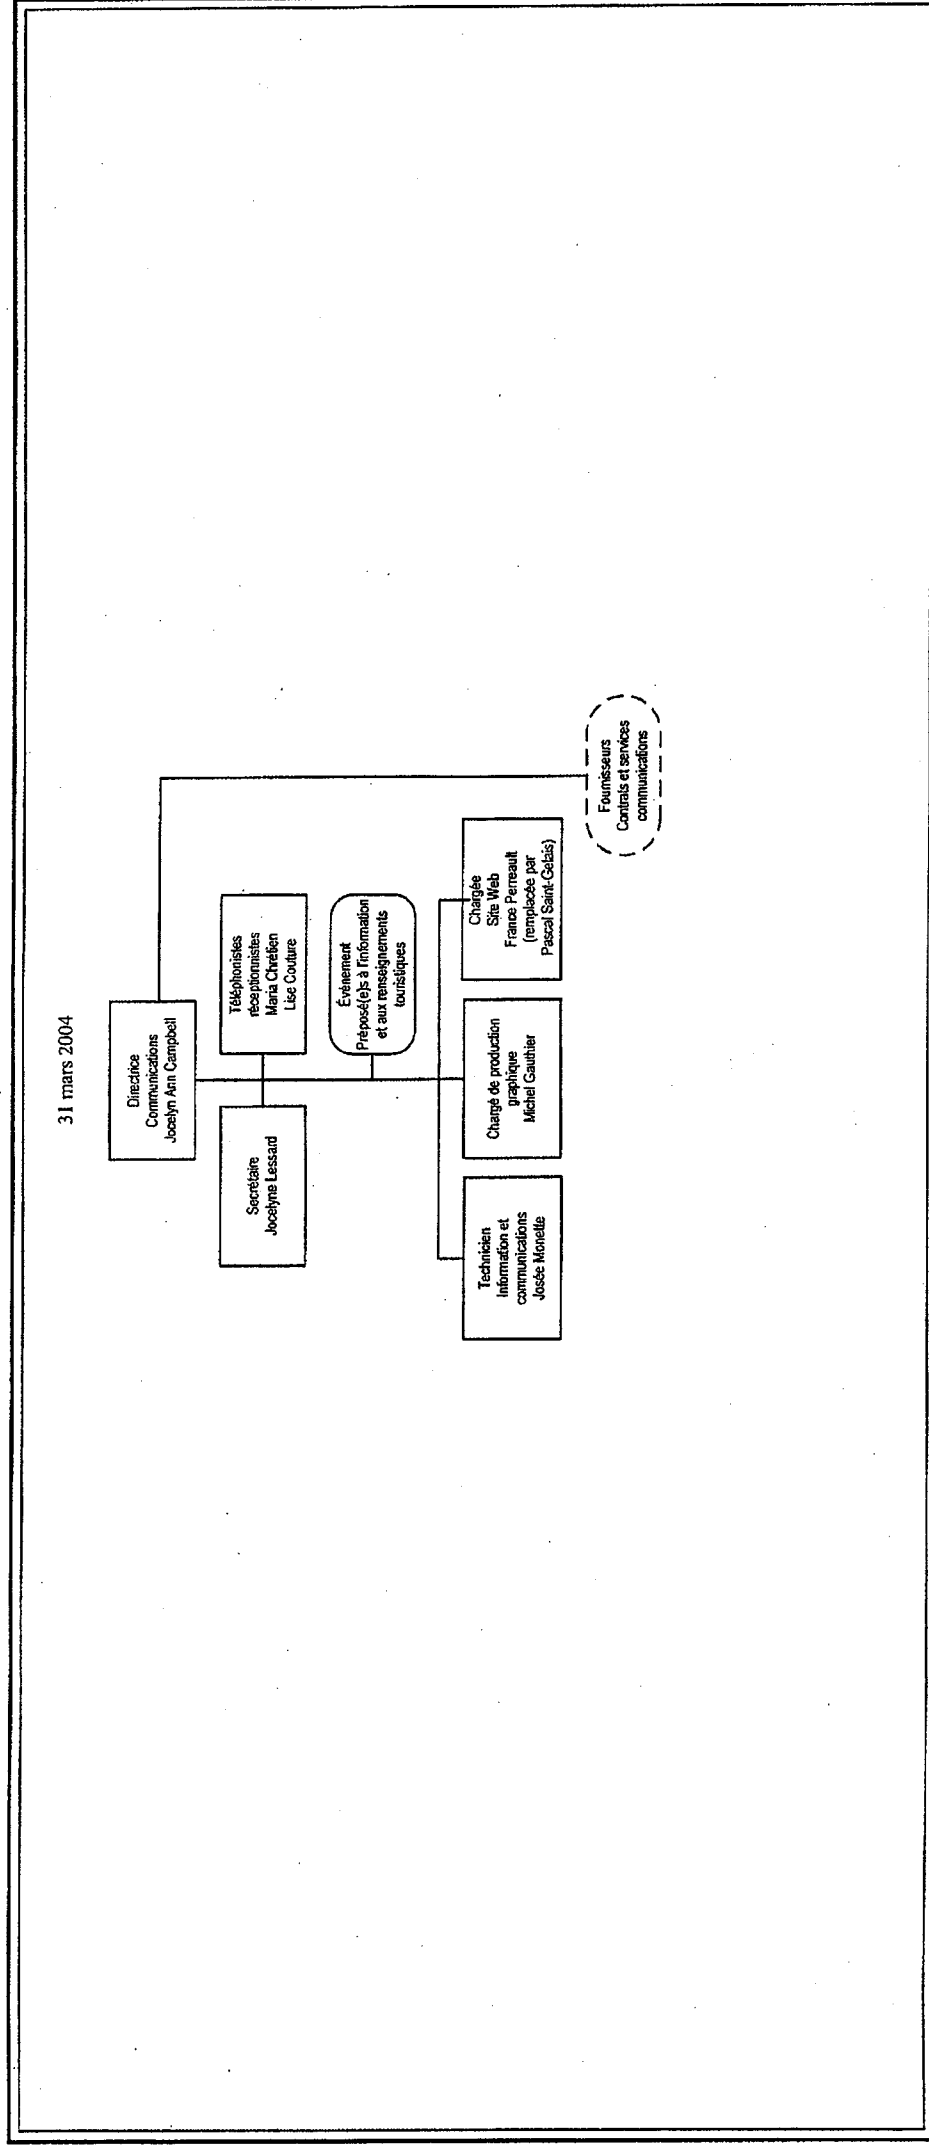 31 mars 2004
Directrice
Communications
Jocelyn Ann Campbell
Secrétaire
Jocelyne Lessard
Téléphonistes
réceptionnistes
Maria Chrétien
Lise Couture
Événement
Préposé(e)s à l'information
et aux renseignements
touristiques
Technicien
Information et
communications
Josée Monette
Chargé de production
graphique
Michel Gauthier
Chargée
Site Web
France Perreault
(remplacée par
Pascal Saint-Gelais)
Fournisseurs
Contrats et services
communications